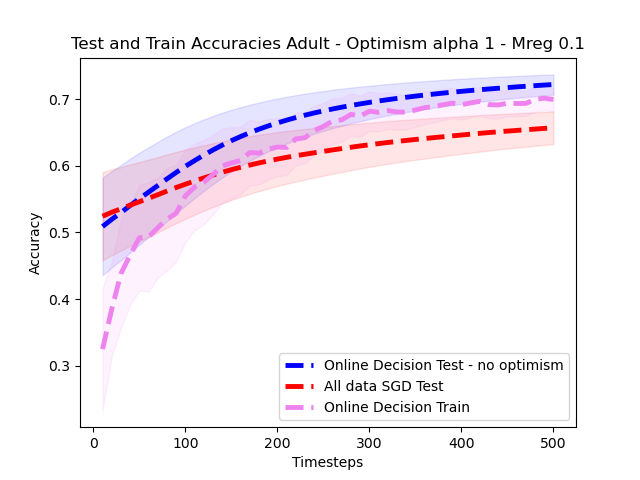 Test and Train Accuracies Adult - Optimism alpha 1 - Mreg 0.1
Accuracy
0.7
0.6
0.5
0.4
0.3
Online Decision Test - no optimism
All data SGD Test
Online Decision Train
0 100 200 300 400 500
Timesteps